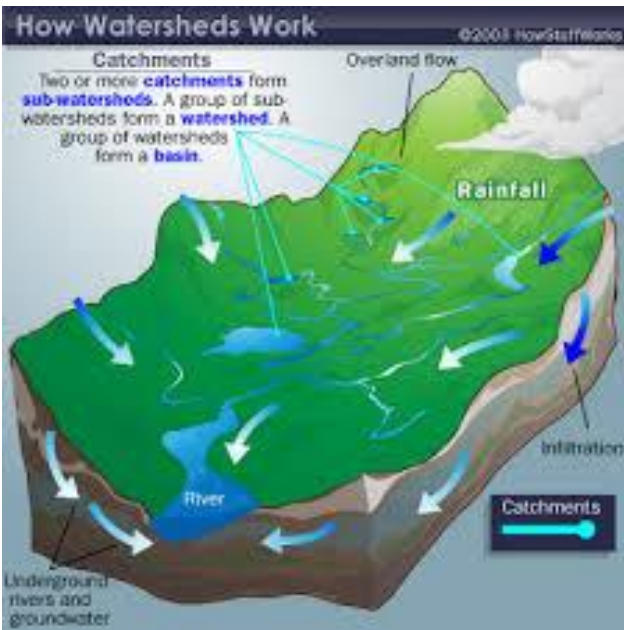 How Watersheds Work
©2003 HowStuffWorks
Catchments
Two or more catchments form
sub-watersheds. A group of sub-
watersheds form a watershed. A
group of watersheds
form a basin.
Overland flow
Rainfall
Infiltration
River
Catchments
Underground
rivers and
groundwater